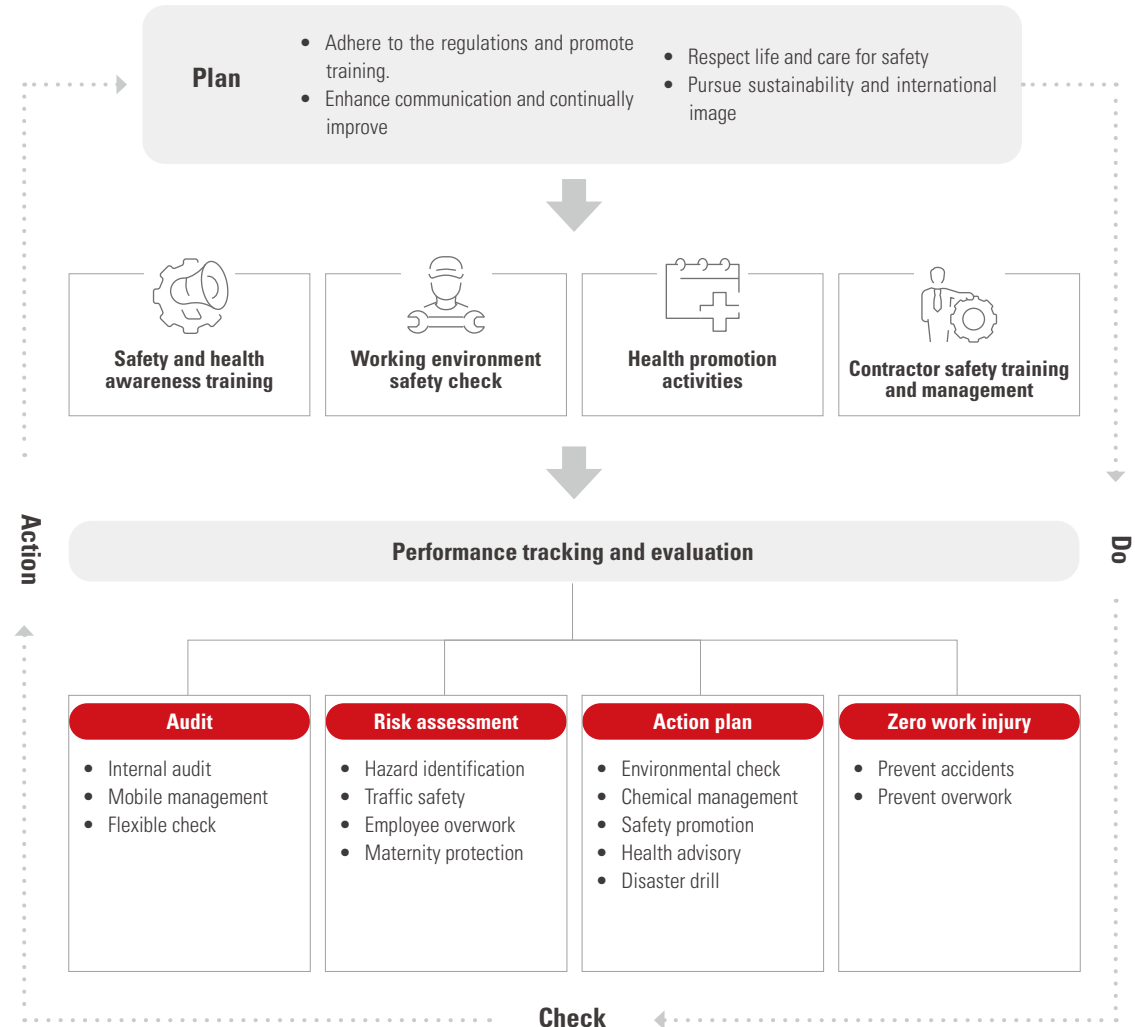 Plan
• Adhere to the regulations and promote
training.
• Enhance communication and continually
improve
• Respect life and care for safety
• Pursue sustainability and international
image
Safety and health
awareness training
Working environment
safety check
Health promotion
activities
Contractor safety training
and management
Action
Do
Performance tracking and evaluation
Audit
• Internal audit
• Mobile management
• Flexible check
Risk assessment
• Hazard identification
• Traffic safety
• Employee overwork
• Maternity protection
Action plan
• Environmental check
• Chemical management
• Safety promotion
• Health advisory
• Disaster drill
Zero work injury
• Prevent accidents
• Prevent overwork
Check